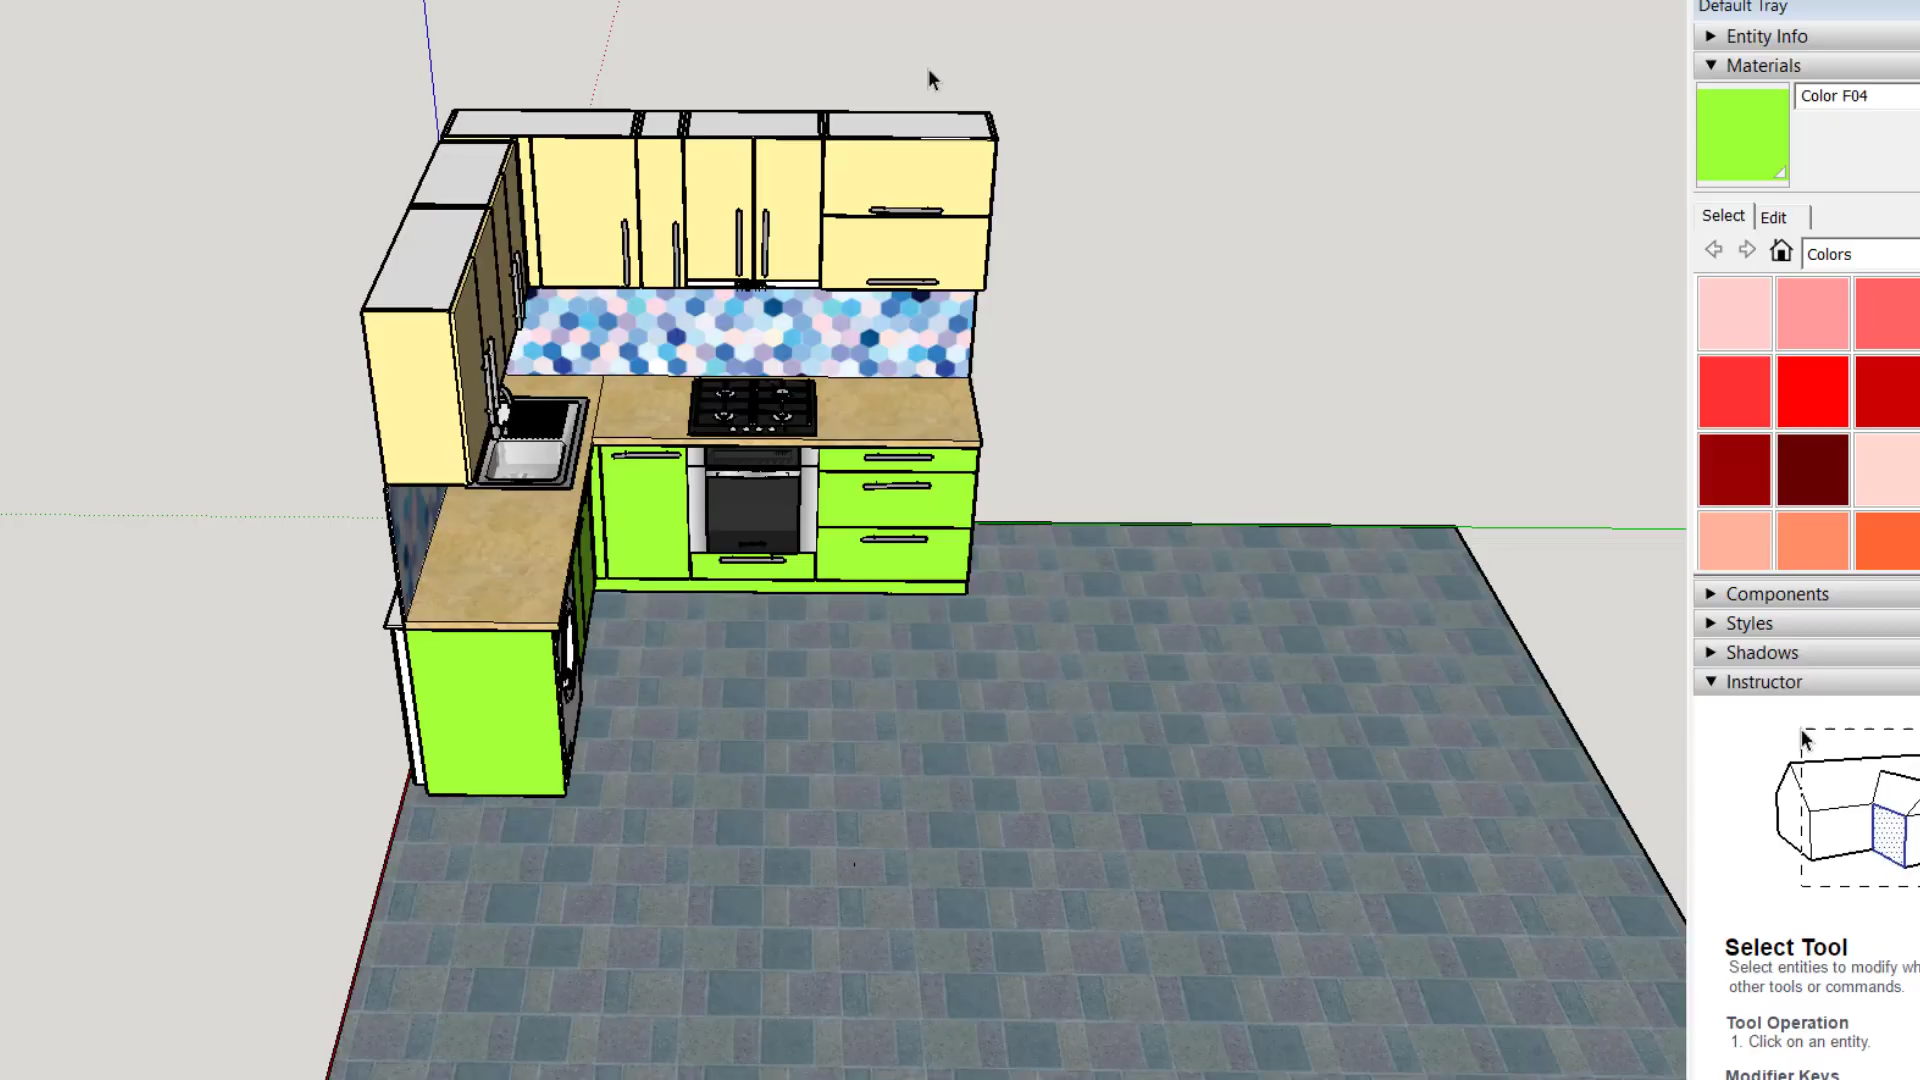 Default Tray
Entity Info
Materials
Color F04
Select Edit
Colors
Components
Styles
Shadows
Instructor
Select Tool
Select entities to modify
other tools or commands.
Tool Operation
1. Click on an entity.
Modifier Keys